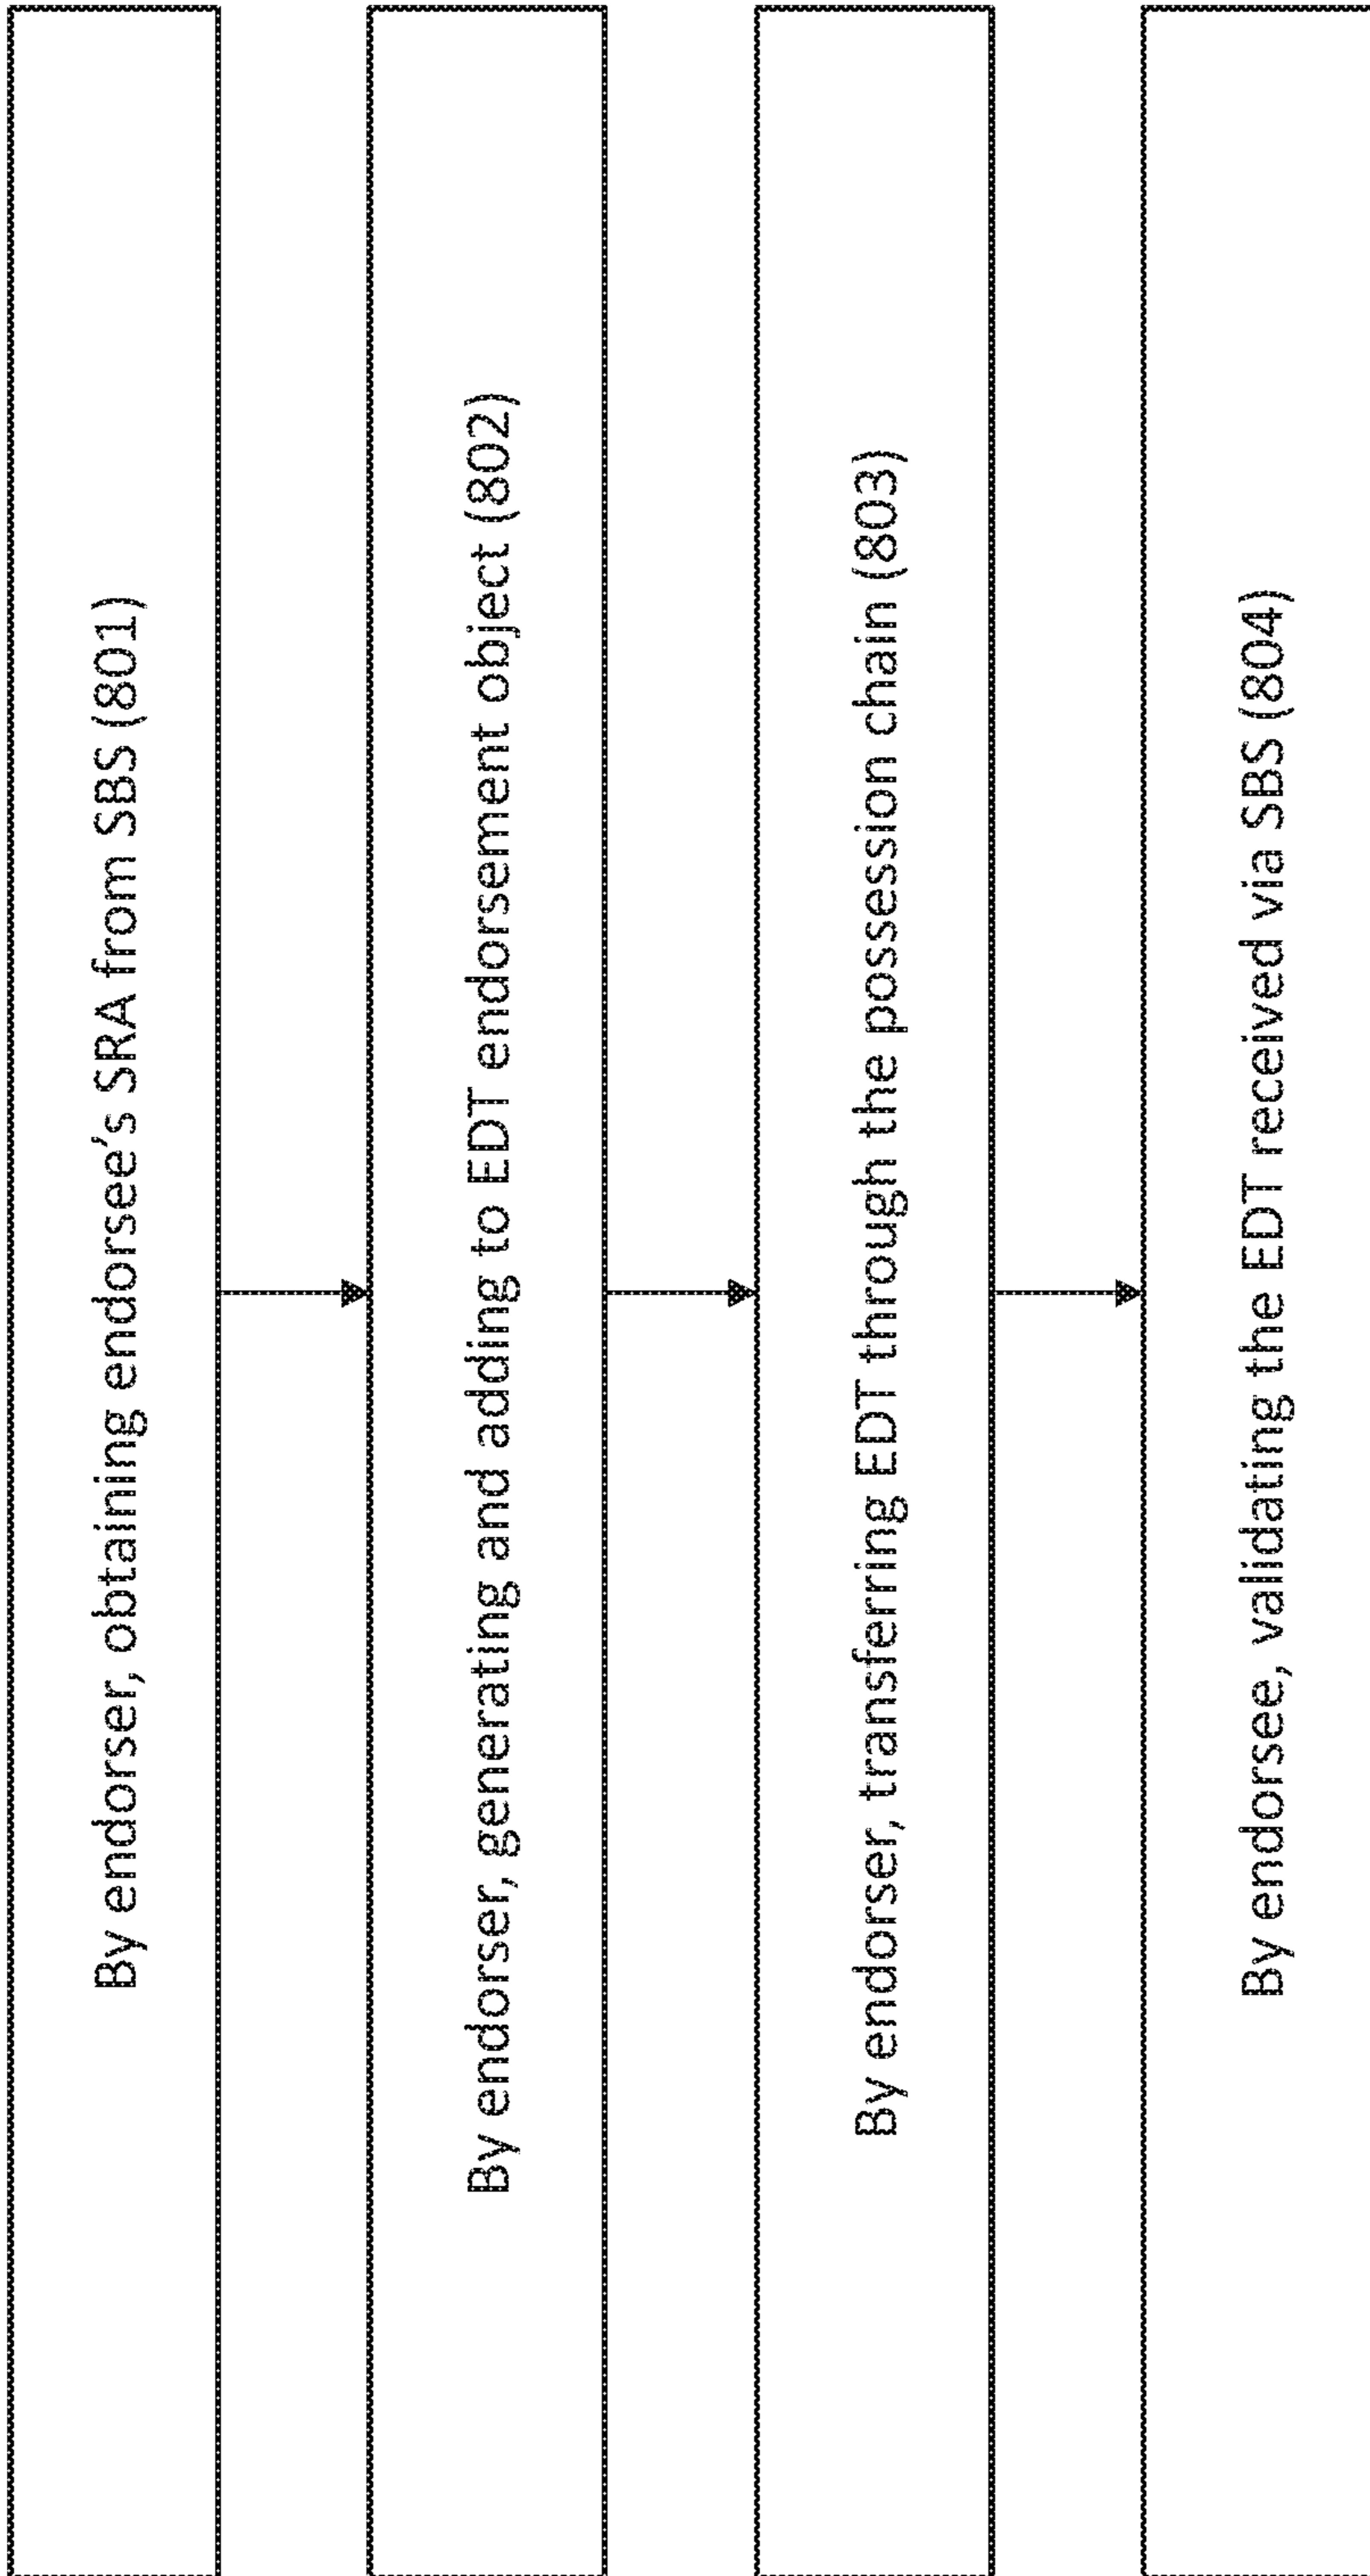 By endorser, obtaining endorsee’s SRA from SBS (801)
By endorser, generating and adding to EDT endorsement object (802)
By endorser, transferring EDT through the possession chain (803)
By endorsee, validating the EDT received via SBS (804)